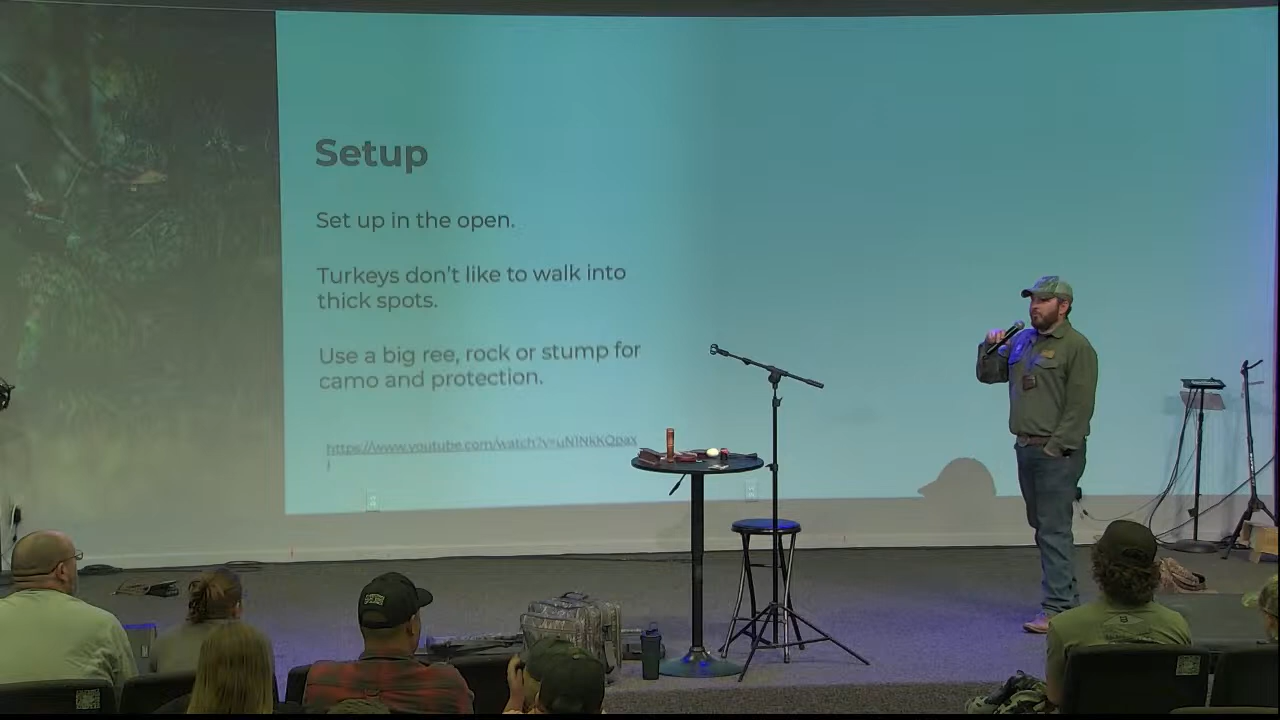 Setup
Set up in the open.
Turkeys don't like to walk into
thick spots.
Use a big ree, rock or stump for
camo and protection.